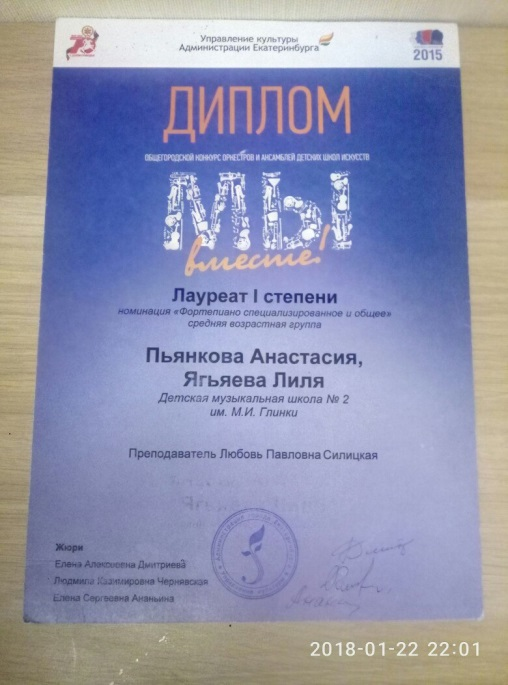 Управление культуры
Администрации Екатеринбурга
2015
ДИПЛОМ
ОБЩЕГОРОДСКОЙ КОНКУРС ОРКЕСТРОВ И АНСАМБЛЕЙ ДЕТСКИХ ШКОЛ ИСКУССТВ
МЫ
вместе!
Лауреат I степени
номинация «Фортепиано специализированное и общее»
средняя возрастная группа
Пьянкова Анастасия,
Ягъяева Лиля
Детская музыкальная школа № 2
им. М.И. Глинки
Преподаватель Любовь Павловна Силицкая
Жюри
Елена Алексеевна Дмитриева
Людмила Казимировна Чернявская
Елена Сергеевна Ананьина
2018-01-22 22:01